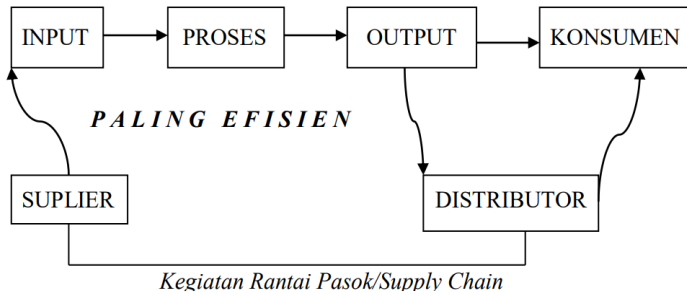 INPUT PROSES OUTPUT KONSUMEN
PALING EFISIEN
SUPLIER DISTRIBUTOR
Kegiatan Rantai Pasok/Supply Chain